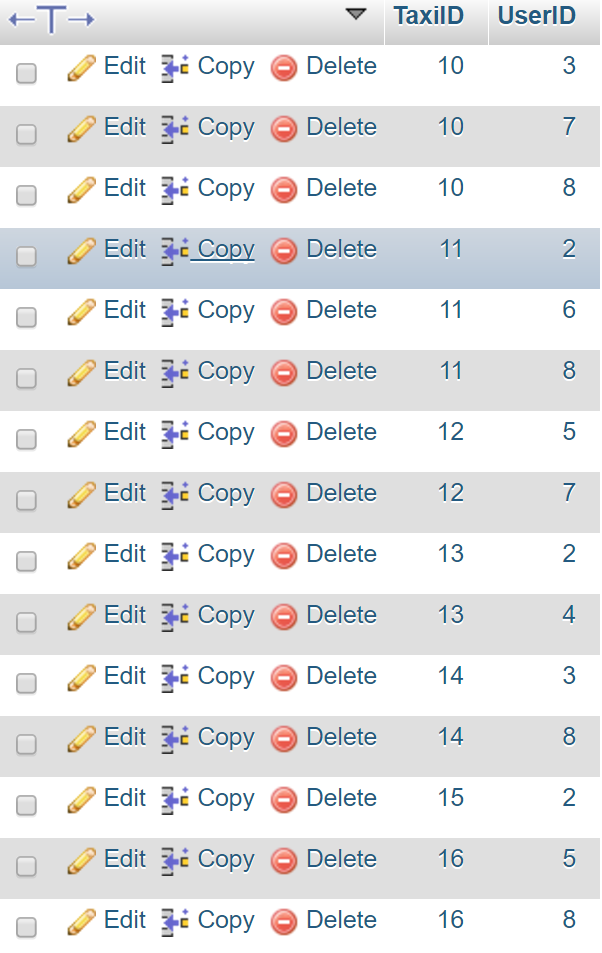 TaxiID UserID
Edit Copy Delete 10 3
Edit Copy Delete 10 7
Edit Copy Delete 10 8
Edit Copy Delete 11 2
Edit Copy Delete 11 6
Edit Copy Delete 11 8
Edit Copy Delete 12 5
Edit Copy Delete 12 7
Edit Copy Delete 13 2
Edit Copy Delete 13 4
Edit Copy Delete 14 3
Edit Copy Delete 14 8
Edit Copy Delete 15 2
Edit Copy Delete 16 5
Edit Copy Delete 16 8